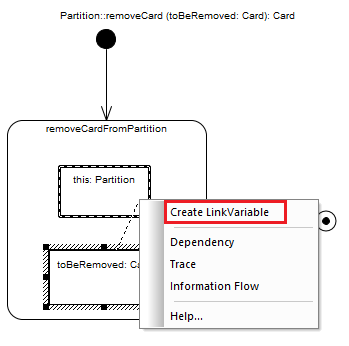 Partition::removeCard (toBeRemoved: Card): Card
removeCardFromPartition
this: Partition
toBeRemoved: Ca
Create LinkVariable
Dependency
Trace
Information Flow
Help...